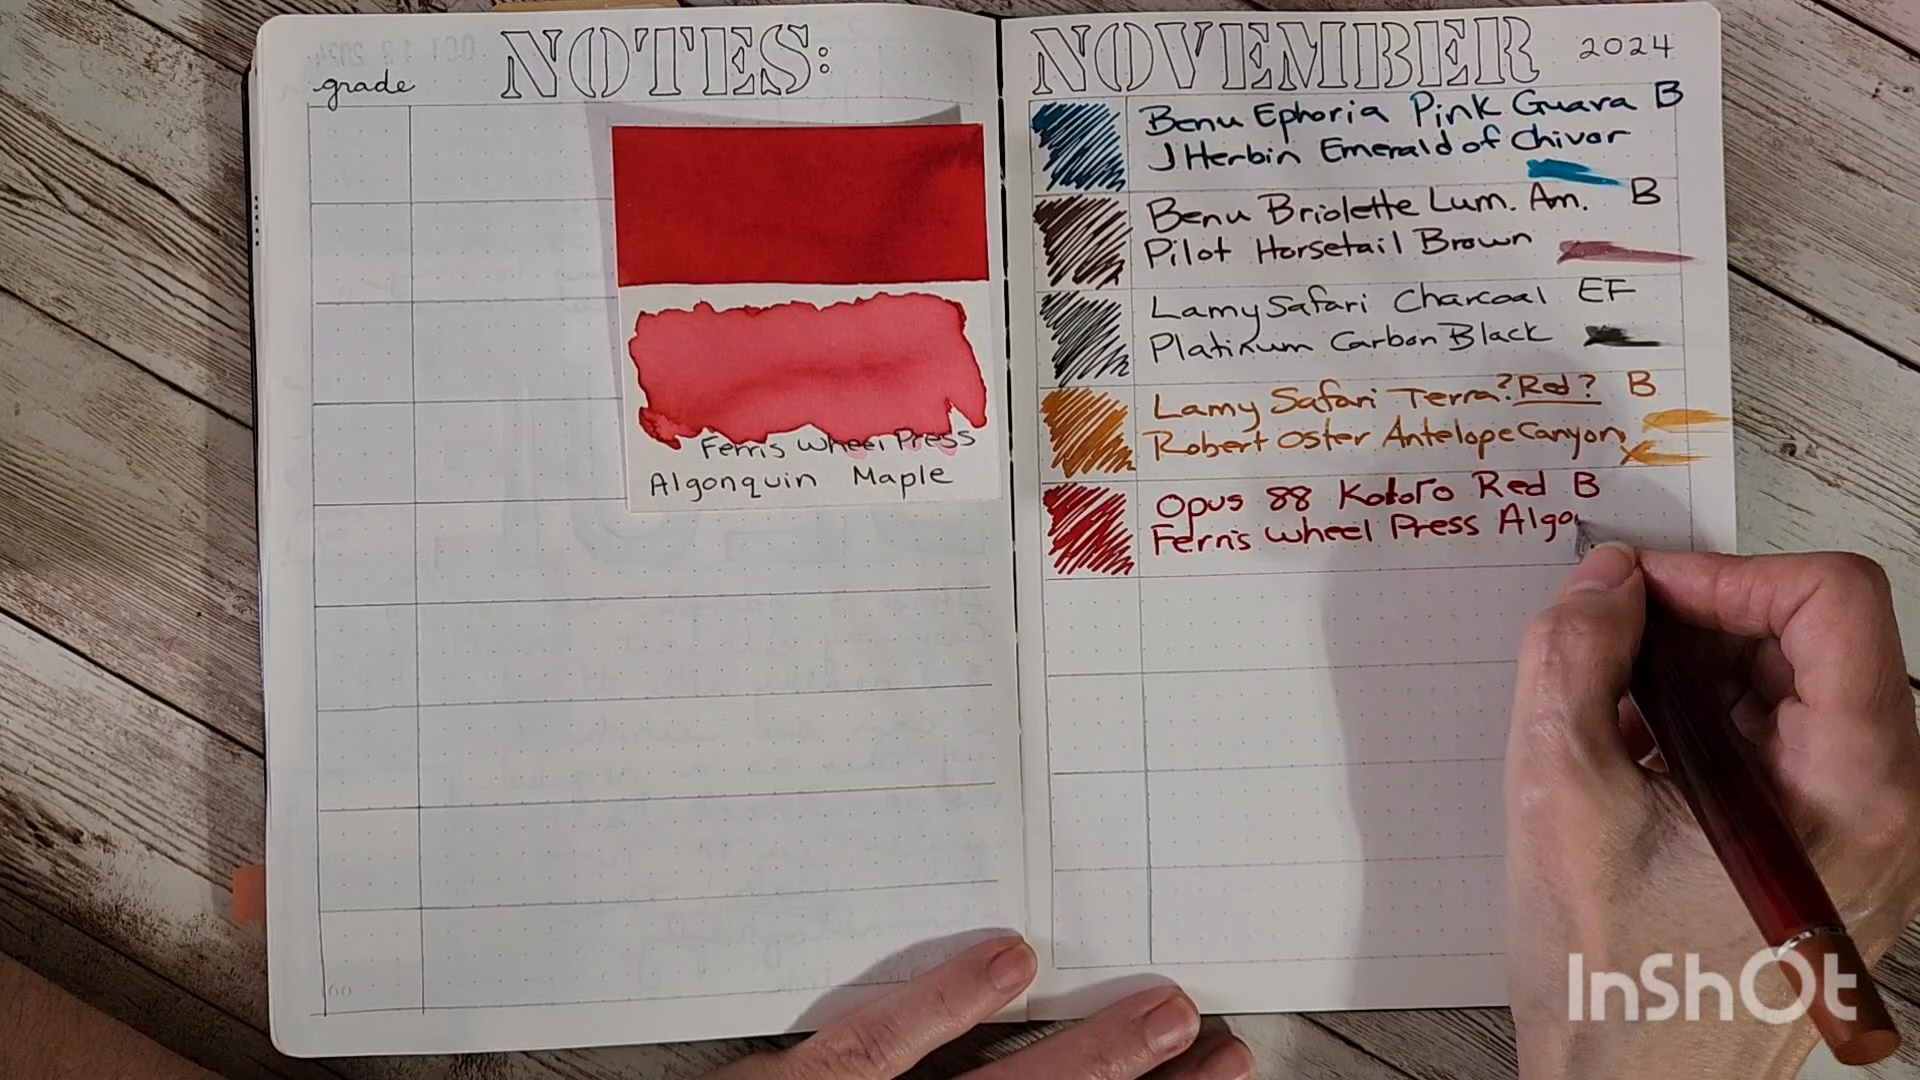 grade
NOTES:
Ferris Wheel Press
Algonquin Maple
60
NOVEMBER 2024
Benu Ephoria Pink Guava B
J Herbin Emerald of Chivor
Benu Briolette Lum. Am. B
Pilot Horsetail Brown
Lamy Safari Charcoal EF
Platinum Carbon Black
Lamy Safari Terra? Red? B
Robert Oster Antelope Canyon
Opus 88 Kokoro Red B
Ferris Wheel Press Algo
InShOt